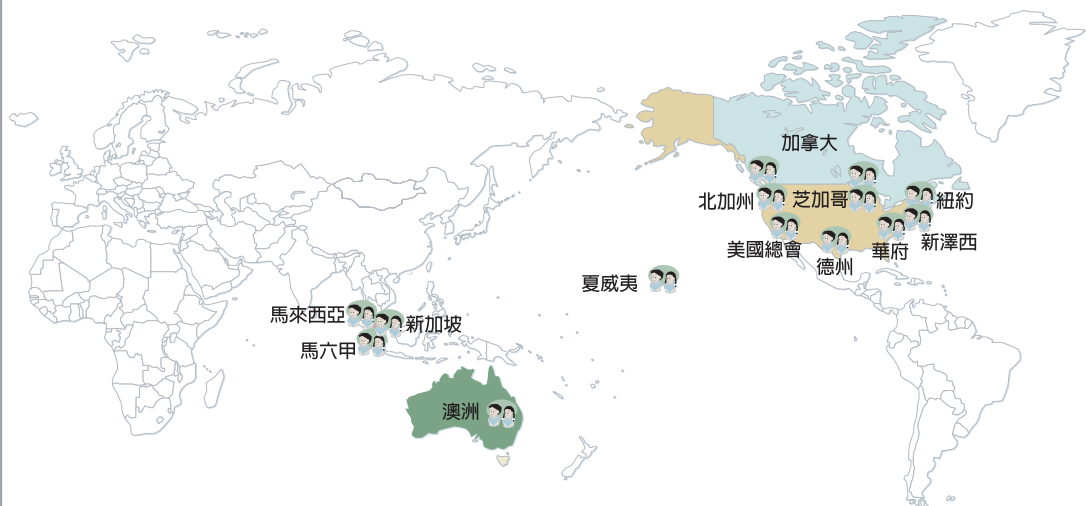 加拿大
北加州
芝加哥
紐約
美國總會
德州
華府
新澤西
夏威夷
馬來西亞
新加坡
馬六甲
澳洲